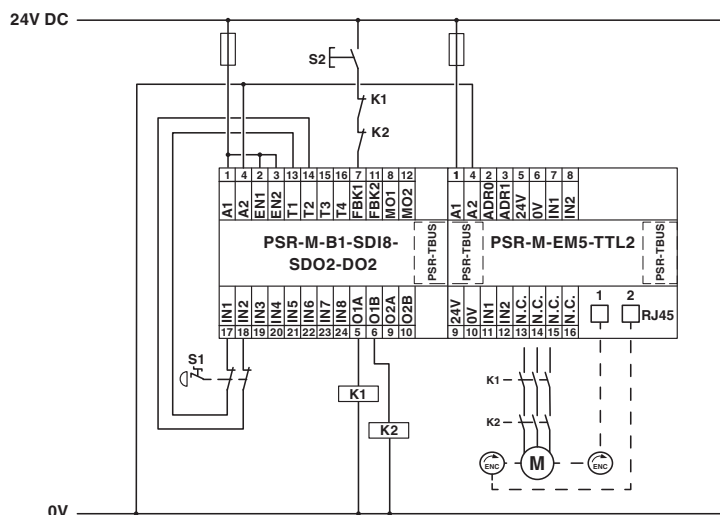 24V DC
S2
K1
K2
1 4 2 3 13 14 15 16 7 11 8 12
A1 A2 EN1 EN2 T1 T2 T3 T4 FBK1 FBK2 MO1 MO2
1 4 2 3 5 6 7 8
A1 A2 ADR0 ADR1 24V 0V IN1 IN2
PSR-M-B1-SDI8-
SDO2-DO2
PSR-TBUS
PSR-TBUS
PSR-M-EM5-TTL2
PSR-TBUS
IN1 IN2 IN3 IN4 IN5 IN6 IN7 IN8 O1A O1B O2A O2B
17 18 19 20 21 22 23 24 5 6 9 10
24V 0V IN1 IN2 N.C. N.C. N.C. N.C.
9 10 11 12 13 14 15 16
1 2
RJ45
S1
K1
K2
K1
K2
ENC
M
ENC
0V